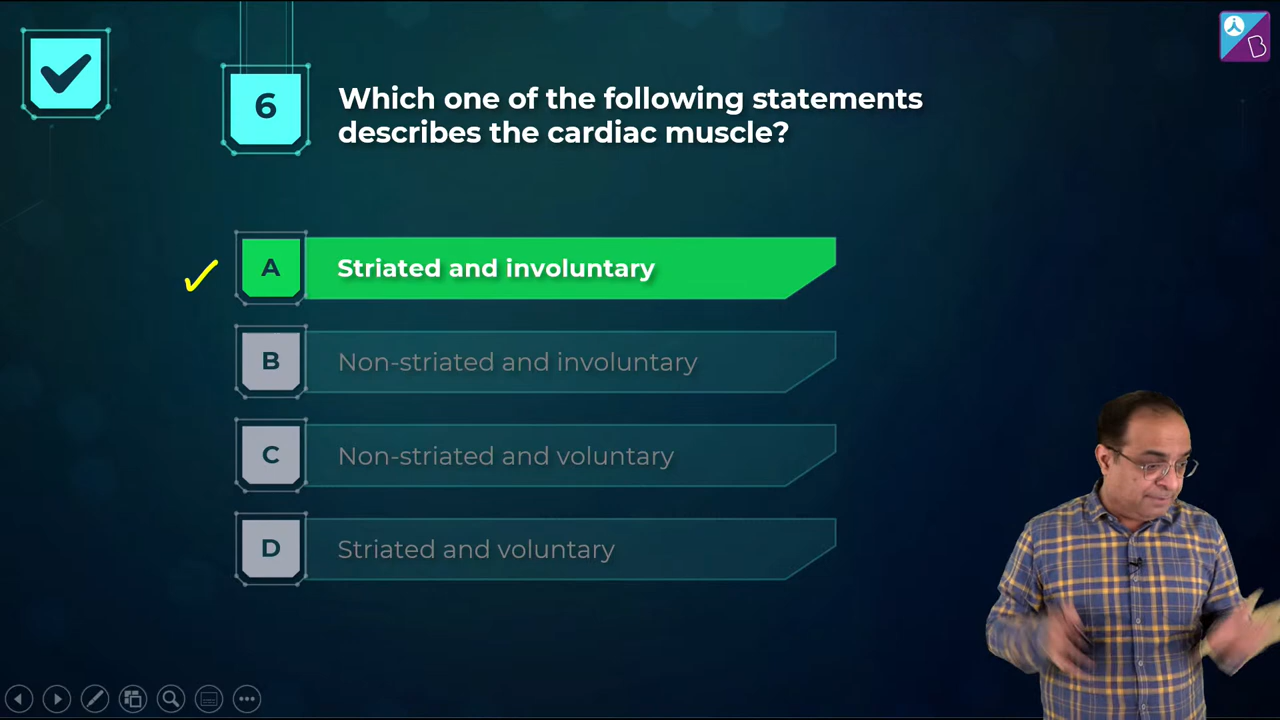 6
Which one of the following statements
describes the cardiac muscle?
A
Striated and involuntary
B
Non-striated and involuntary
C
Non-striated and voluntary
D
Striated and voluntary
B